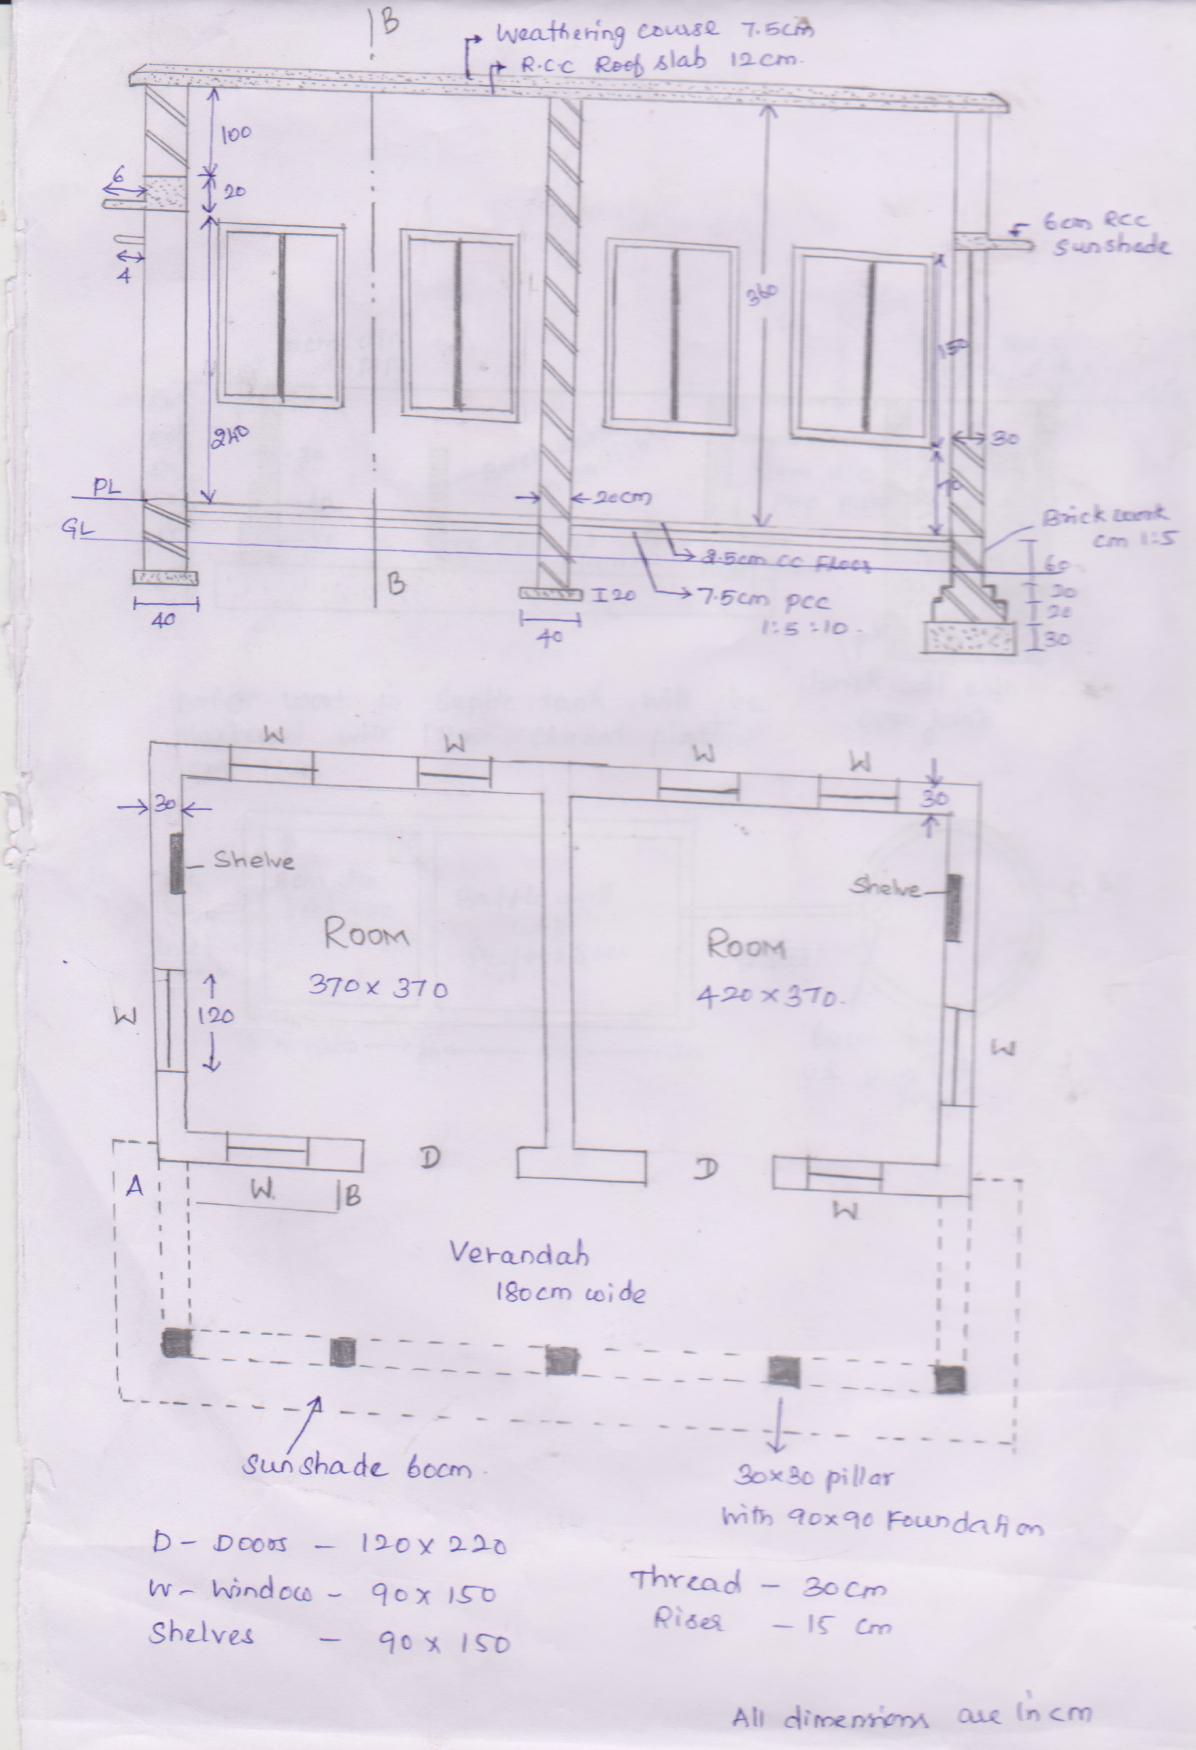 B
Weathering course 7.5cm
R.C.C Roof slab 12cm.
100
6
20
4
6cm RCC
sunshade
360
150
240
30
PL
20cm
GL
Brick work
cm 1:5
2.5cm CC Floor
60
B
I20
7.5cm pcc
20
20
1:5:10.
30
40
40
W
W
W
W
30
30
Shelve
Shelve
ROOM
ROOM
370 x 370
420 x 370.
W
120
W
D
D
A
W.
B
W
Verandah
180cm wide
sunshade 60cm.
30x30 pillar
with 90x90 Foundation
D - Doors - 120 x 220
W - window - 90 x 150
Thread - 30cm
Riser - 15 cm
Shelves - 90 x 150
All dimensions are in cm